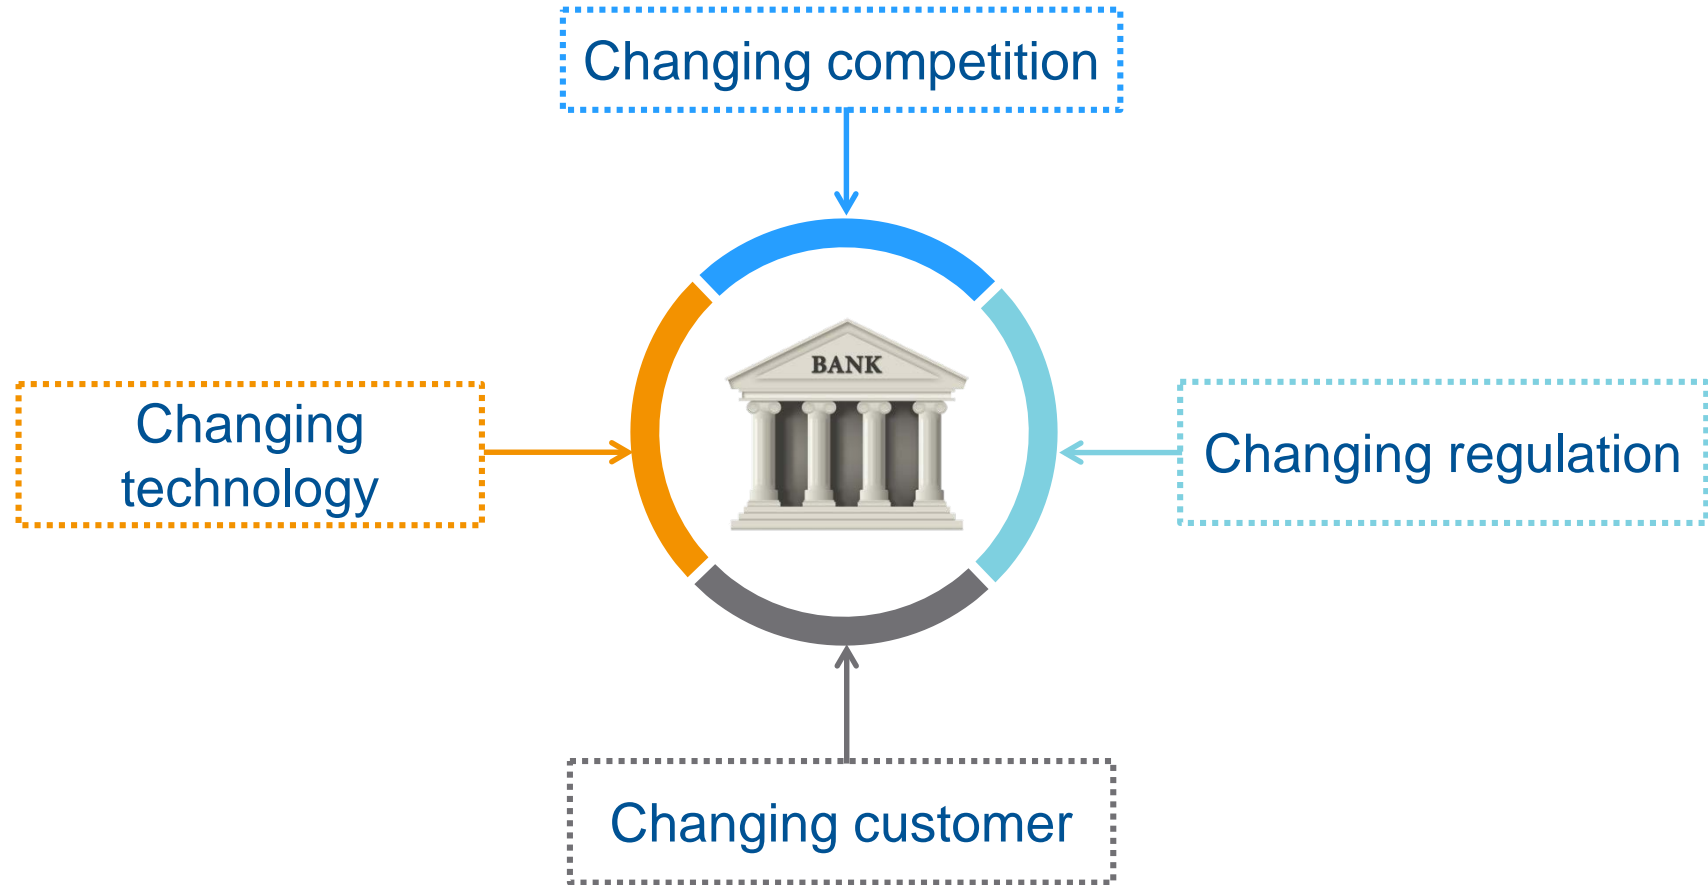 Changing competition
BANK
Changing
technology
Changing regulation
Changing customer